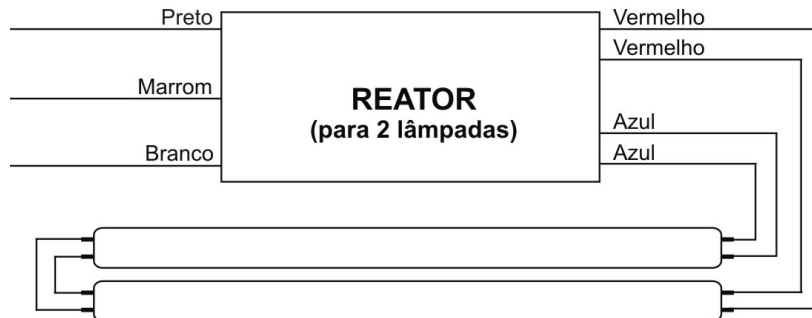 Preto
Marrom
Branco
REATOR
(para 2 lâmpadas)
Vermelho
Vermelho
Azul
Azul